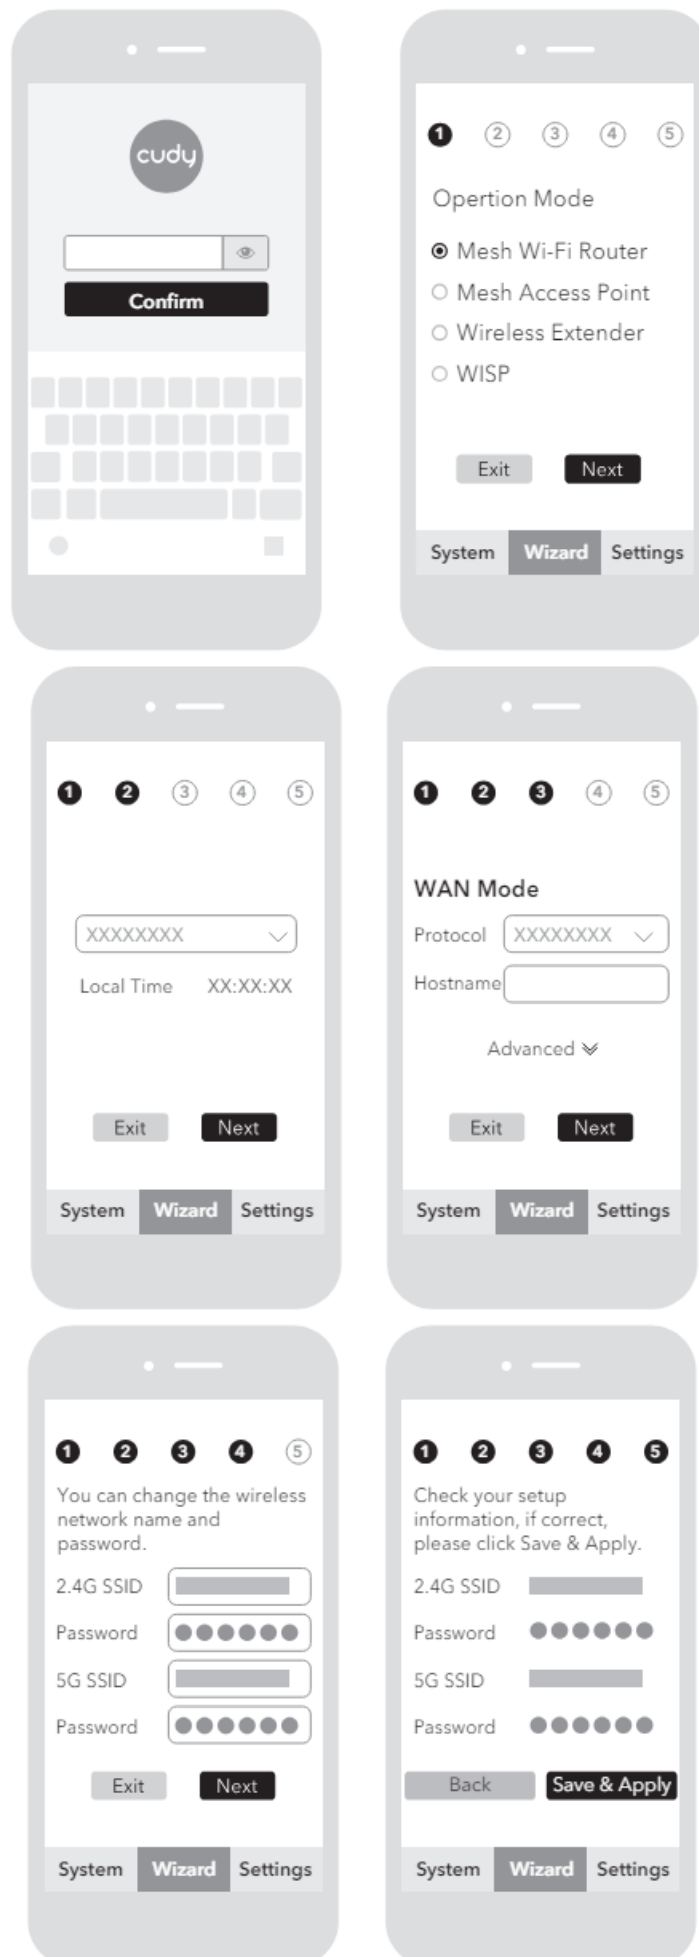 cudy
Confirm
1 2 3 4 5
Opertion Mode
Mesh Wi-Fi Router
Mesh Access Point
Wireless Extender
WISP
Exit Next
System Wizard Settings
1 2 3 4 5
XXXXXXXX
Local Time XX:XX:XX
Exit Next
System Wizard Settings
1 2 3 4 5
WAN Mode
Protocol XXXXXXXX
Hostname
Advanced
Exit Next
System Wizard Settings
1 2 3 4 5
You can change the wireless
network name and
password.
2.4G SSID
Password
5G SSID
Password
Exit Next
System Wizard Settings
1 2 3 4 5
Check your setup
information, if correct,
please click Save & Apply.
2.4G SSID
Password
5G SSID
Password
Back Save & Apply
System Wizard Settings